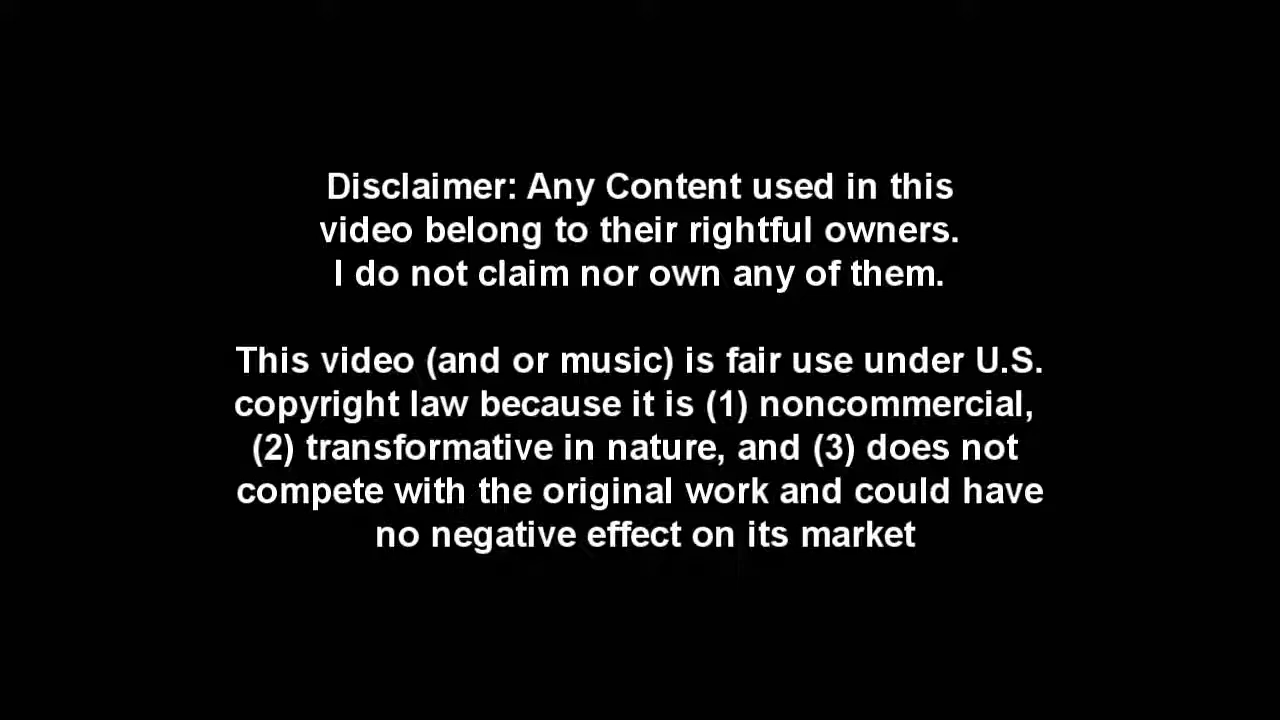 Disclaimer: Any Content used in this
video belong to their rightful owners.
I do not claim nor own any of them.
This video (and or music) is fair use under U.S.
copyright law because it is (1) noncommercial,
(2) transformative in nature, and (3) does not
compete with the original work and could have
no negative effect on its market